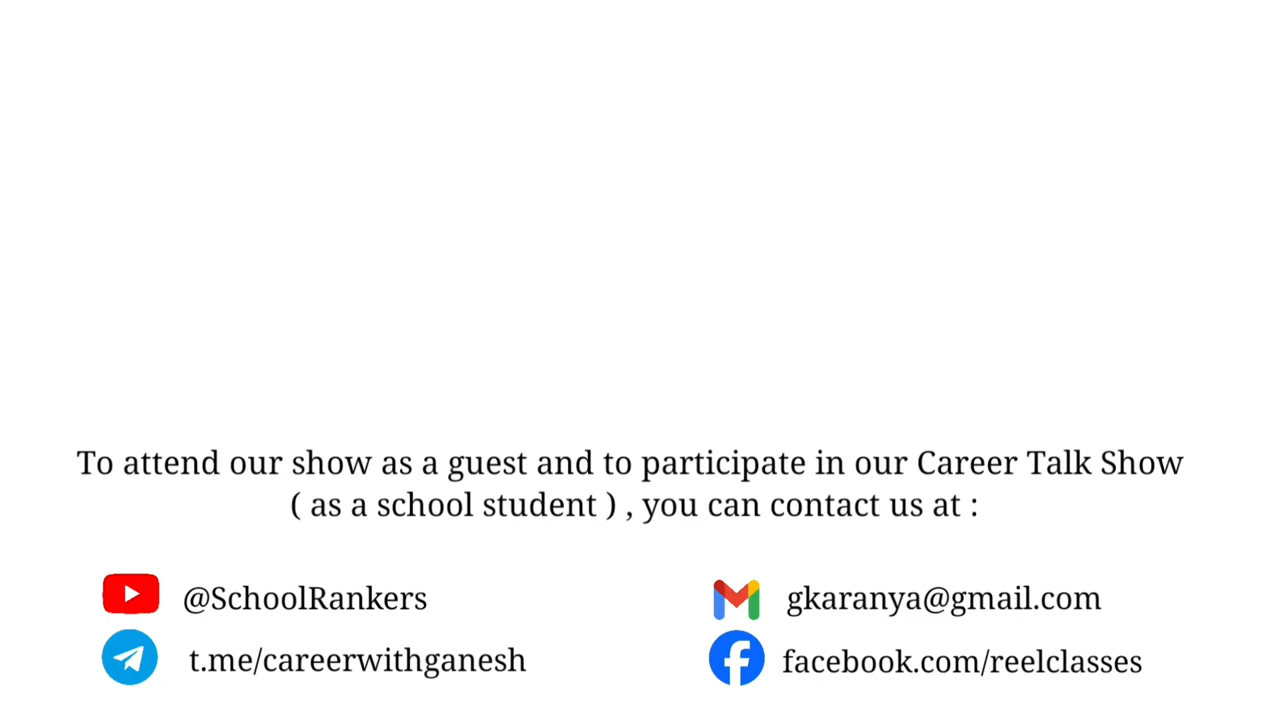 To attend our show as a guest and to participate in our Career Talk Show
( as a school student ) , you can contact us at :
@SchoolRankers
gkaranya@gmail.com
t.me/careerwithganesh
facebook.com/reelclasses